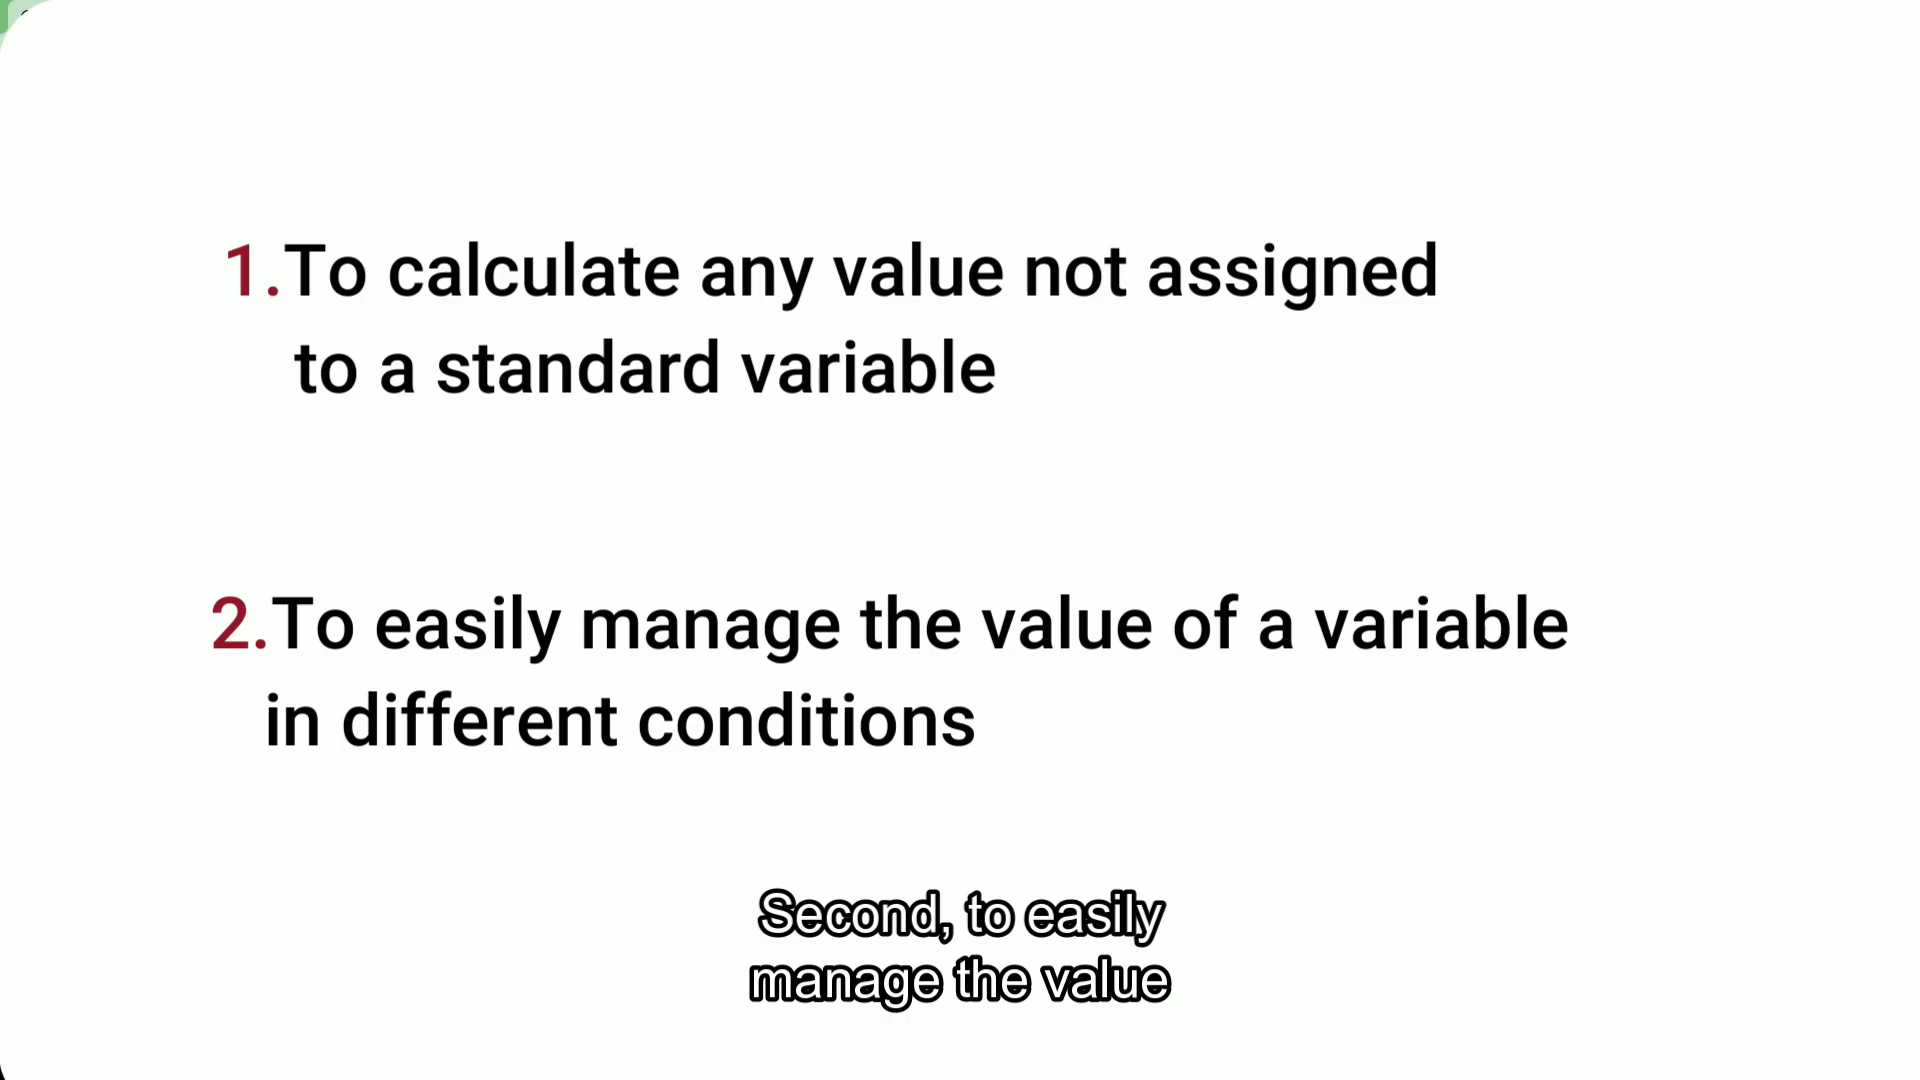 1.To calculate any value not assigned
to a standard variable
2.To easily manage the value of a variable
in different conditions
Second, to easily
manage the value